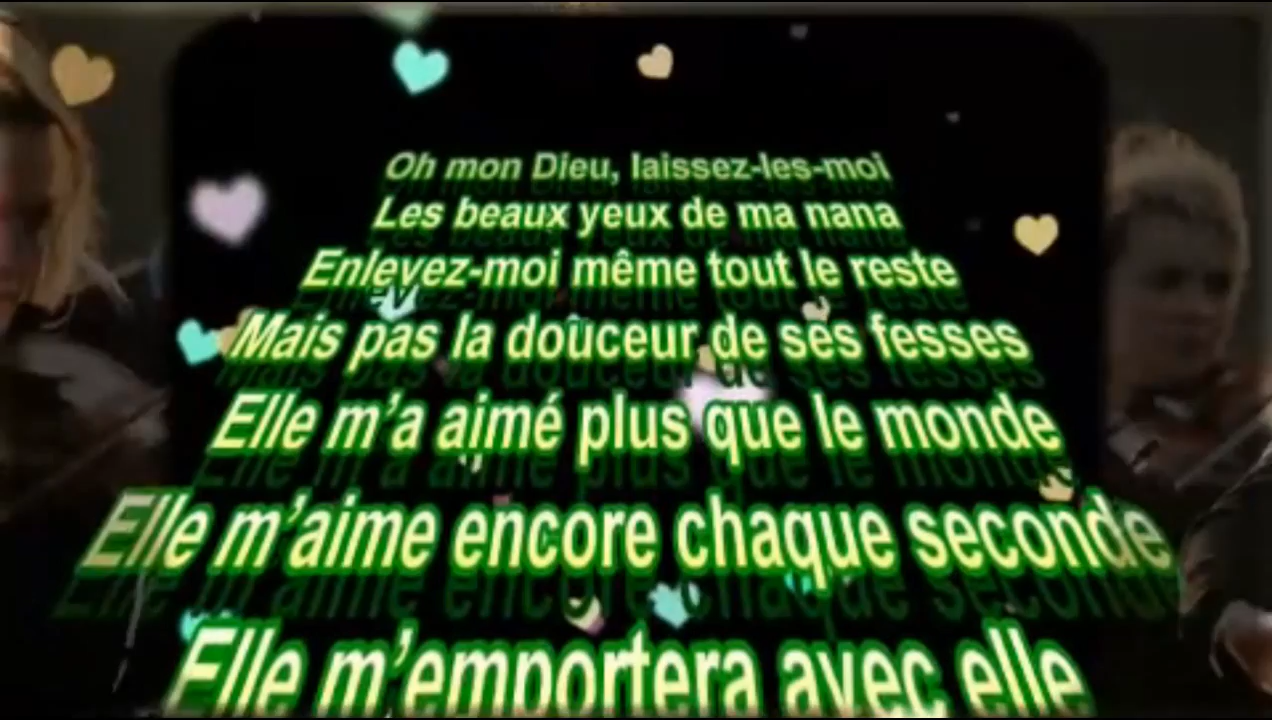 Oh mon Dieu, laissez-les-moi
Les beaux yeux de ma nana
Enlevez-moi même tout le reste
Mais pas la douceur de ses fesses
Elle m'a aimé plus que le monde
Elle m'aime encore chaque seconde
Elle m'emportera avec elle